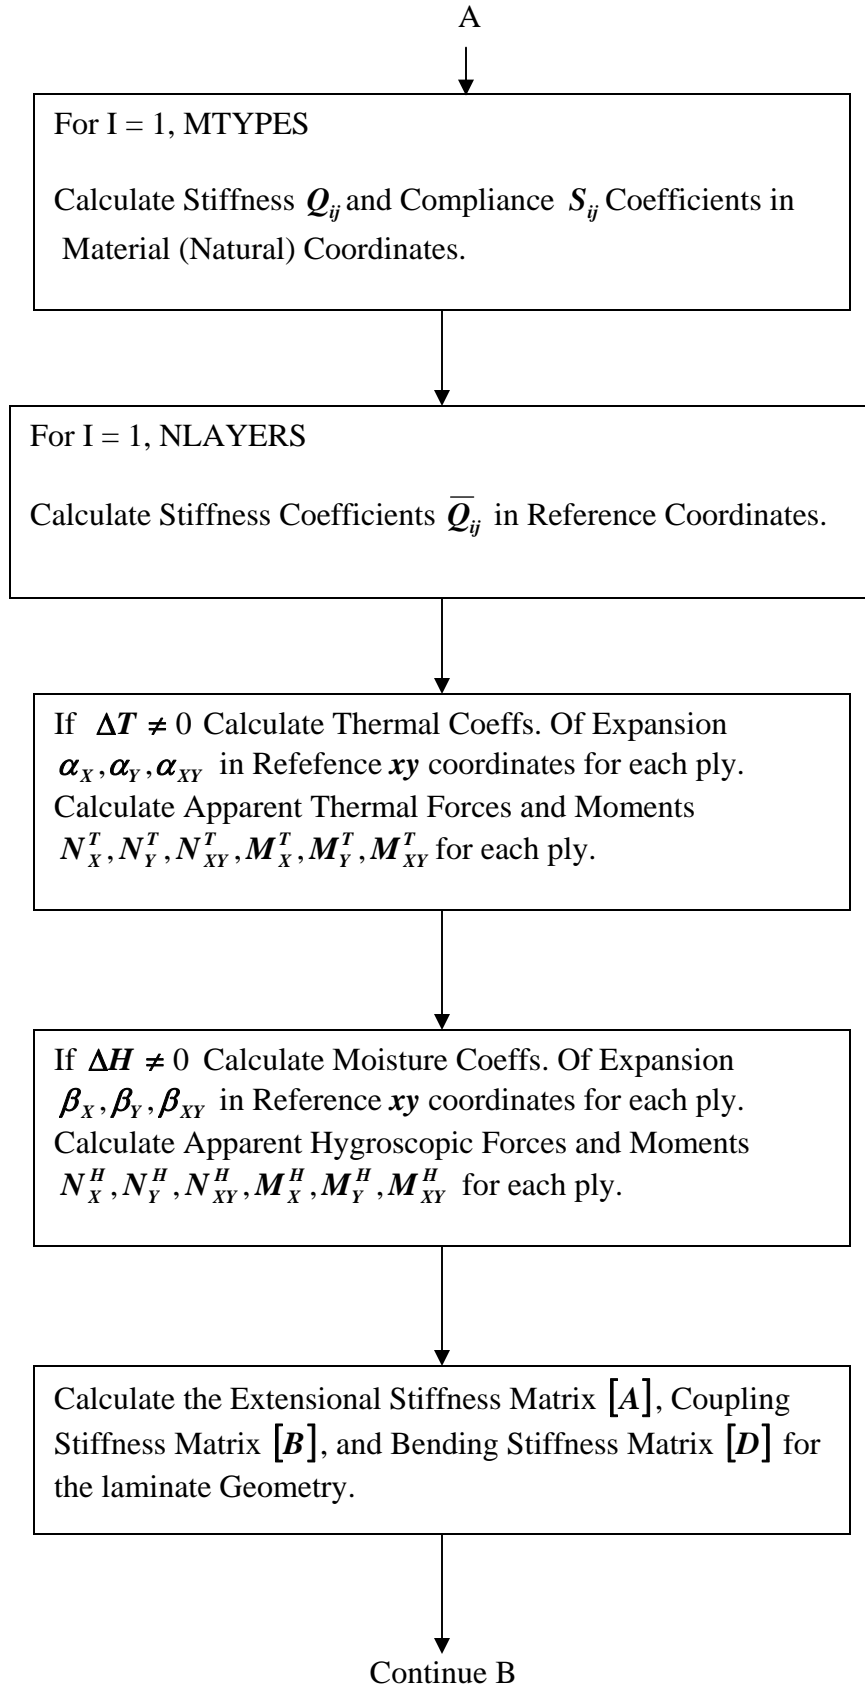 A
For I = 1, MTYPES
Calculate Stiffness Q_ij and Compliance S_ij Coefficients in
Material (Natural) Coordinates.
For I = 1, NLAYERS
Calculate Stiffness Coefficients Q̅_ij in Reference Coordinates.
If ΔT ≠ 0 Calculate Thermal Coeffs. Of Expansion
α_X, α_Y, α_XY in Refefence xy coordinates for each ply.
Calculate Apparent Thermal Forces and Moments
N_X^T, N_Y^T, N_XY^T, M_X^T, M_Y^T, M_XY^T for each ply.
If ΔH ≠ 0 Calculate Moisture Coeffs. Of Expansion
β_X, β_Y, β_XY in Reference xy coordinates for each ply.
Calculate Apparent Hygroscopic Forces and Moments
N_X^H, N_Y^H, N_XY^H, M_X^H, M_Y^H, M_XY^H for each ply.
Calculate the Extensional Stiffness Matrix [A], Coupling
Stiffness Matrix [B], and Bending Stiffness Matrix [D] for
the laminate Geometry.
Continue B